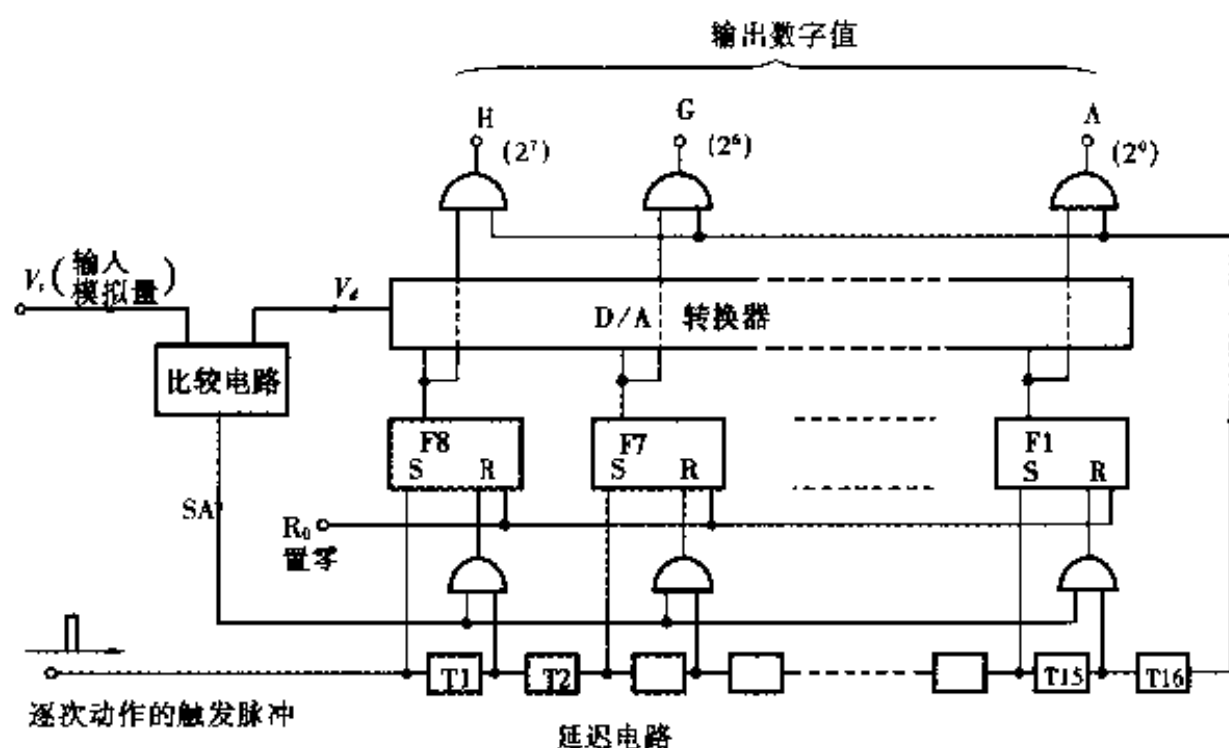 输出数字值
H
G
A
(2⁷)
(2⁶)
(2⁰)
V (输入模拟量)
V_d
D/A 转换器
比较电路
F8
S R
F7
S R
F1
S R
SA
R₀
置零
T1
T2
T15
T16
逐次动作的触发脉冲
延迟电路